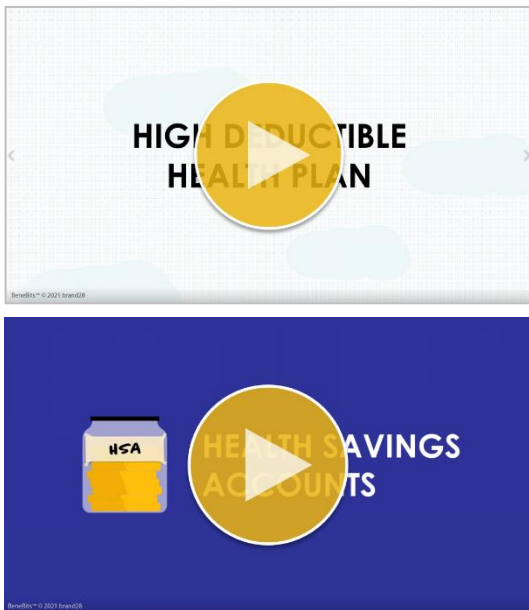 HIGH DEDUCTIBLE
HEALTH PLAN
BeneBits™ © 2021 brand28
HSA
HEALTH SAVINGS
ACCOUNTS
BeneBits™ © 2021 brand28